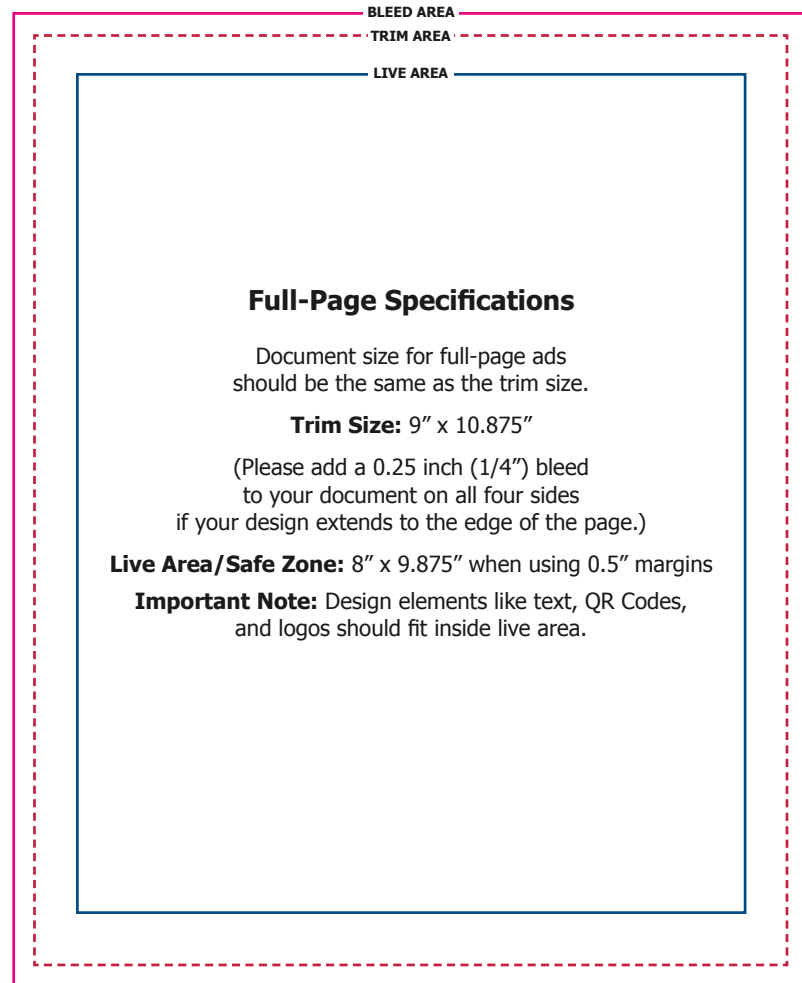 BLEED AREA
TRIM AREA
LIVE AREA
Full-Page Specifications
Document size for full-page ads
should be the same as the trim size.
Trim Size: 9” x 10.875”
(Please add a 0.25 inch (1/4”) bleed
to your document on all four sides
if your design extends to the edge of the page.)
Live Area/Safe Zone: 8” x 9.875” when using 0.5” margins
Important Note: Design elements like text, QR Codes,
and logos should fit inside live area.